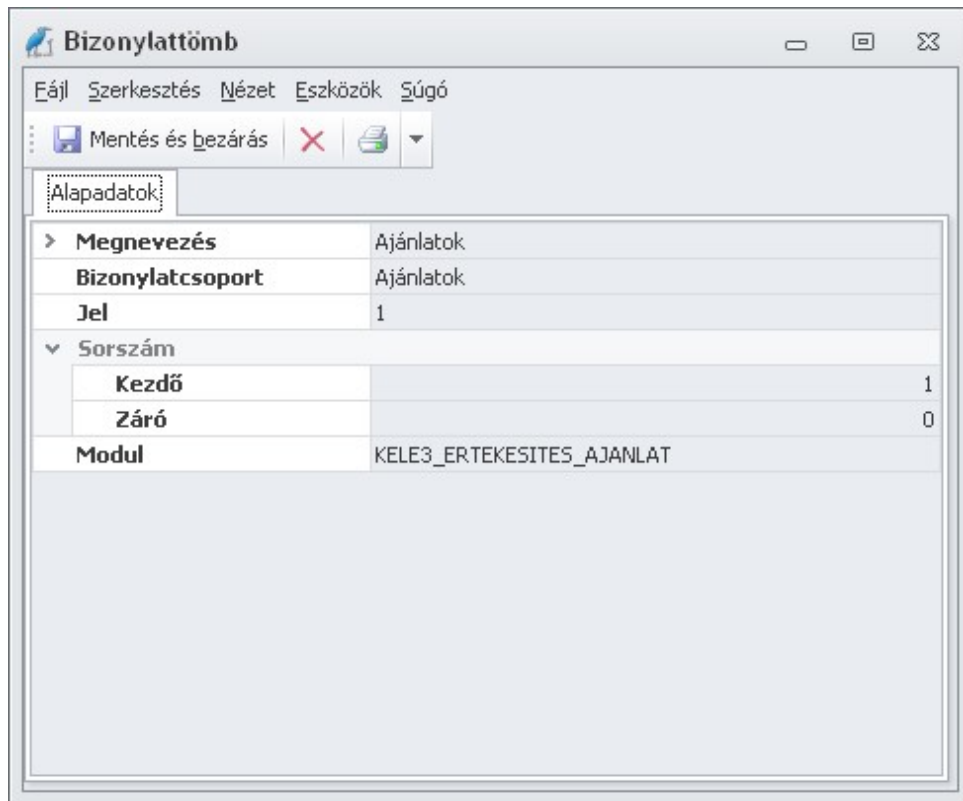 Bizonylattömb
Fájl Szerkesztés Nézet Eszközök Súgó
Mentés és bezárás
Alapadatok
Megnevezés Ajánlatok
Bizonylatcsoport Ajánlatok
Jel 1
Sorszám
Kezdő 1
Záró 0
Modul KELE3_ERTEKESITES_AJANLAT